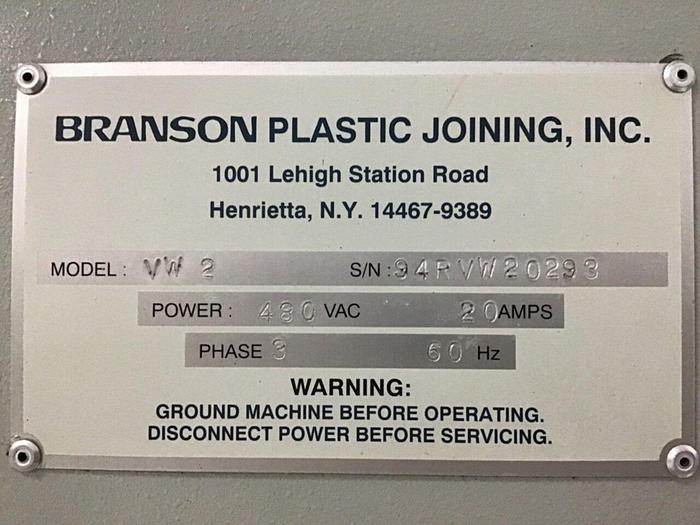 BRANSON PLASTIC JOINING, INC.
1001 Lehigh Station Road
Henrietta, N.Y. 14467-9389
MODEL : VW 2 S/N : 94RVW20293
POWER : 480 VAC 20 AMPS
PHASE 3 60 Hz
WARNING:
GROUND MACHINE BEFORE OPERATING.
DISCONNECT POWER BEFORE SERVICING.